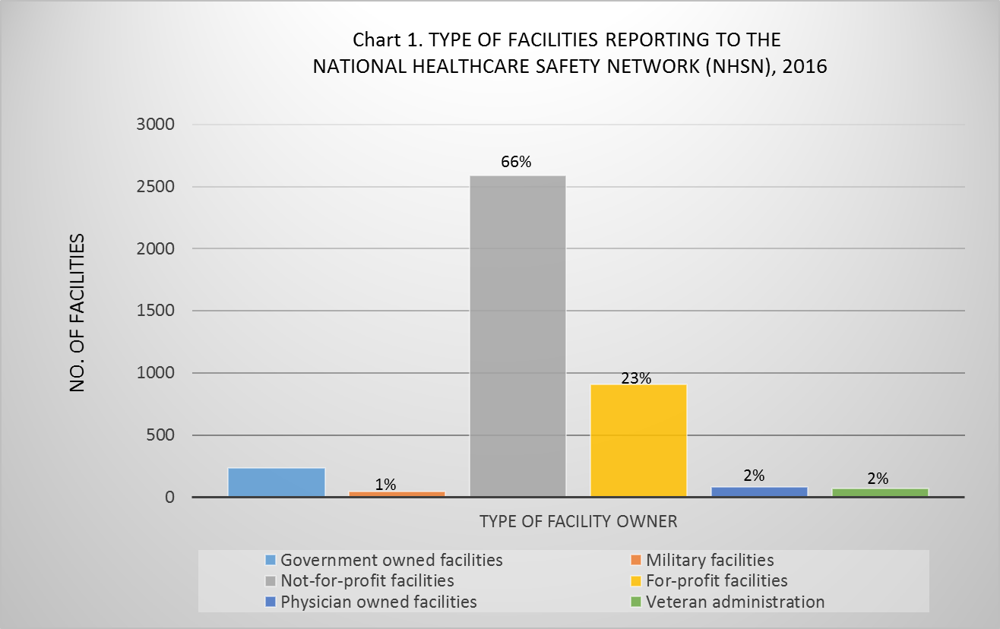 Chart 1. TYPE OF FACILITIES REPORTING TO THE
NATIONAL HEALTHCARE SAFETY NETWORK (NHSN), 2016
3000
2500
2000
1500
1000
500
0
NO. OF FACILITIES
1%
66%
23%
2%
2%
TYPE OF FACILITY OWNER
Government owned facilities
Military facilities
Not-for-profit facilities
For-profit facilities
Physician owned facilities
Veteran administration